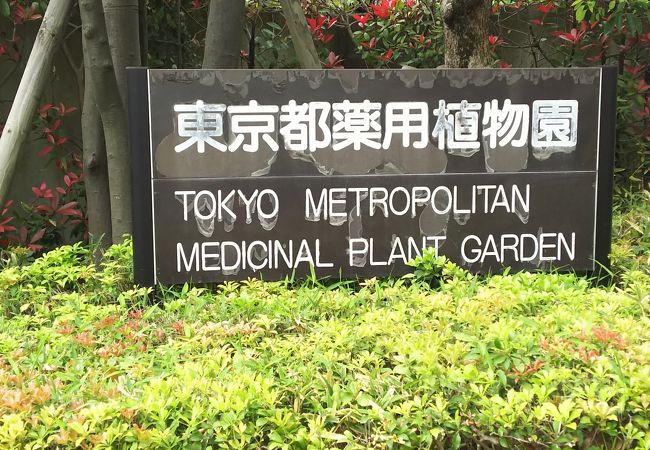 東京都薬用植物園
TOKYO METROPOLITAN
MEDICINAL PLANT GARDEN